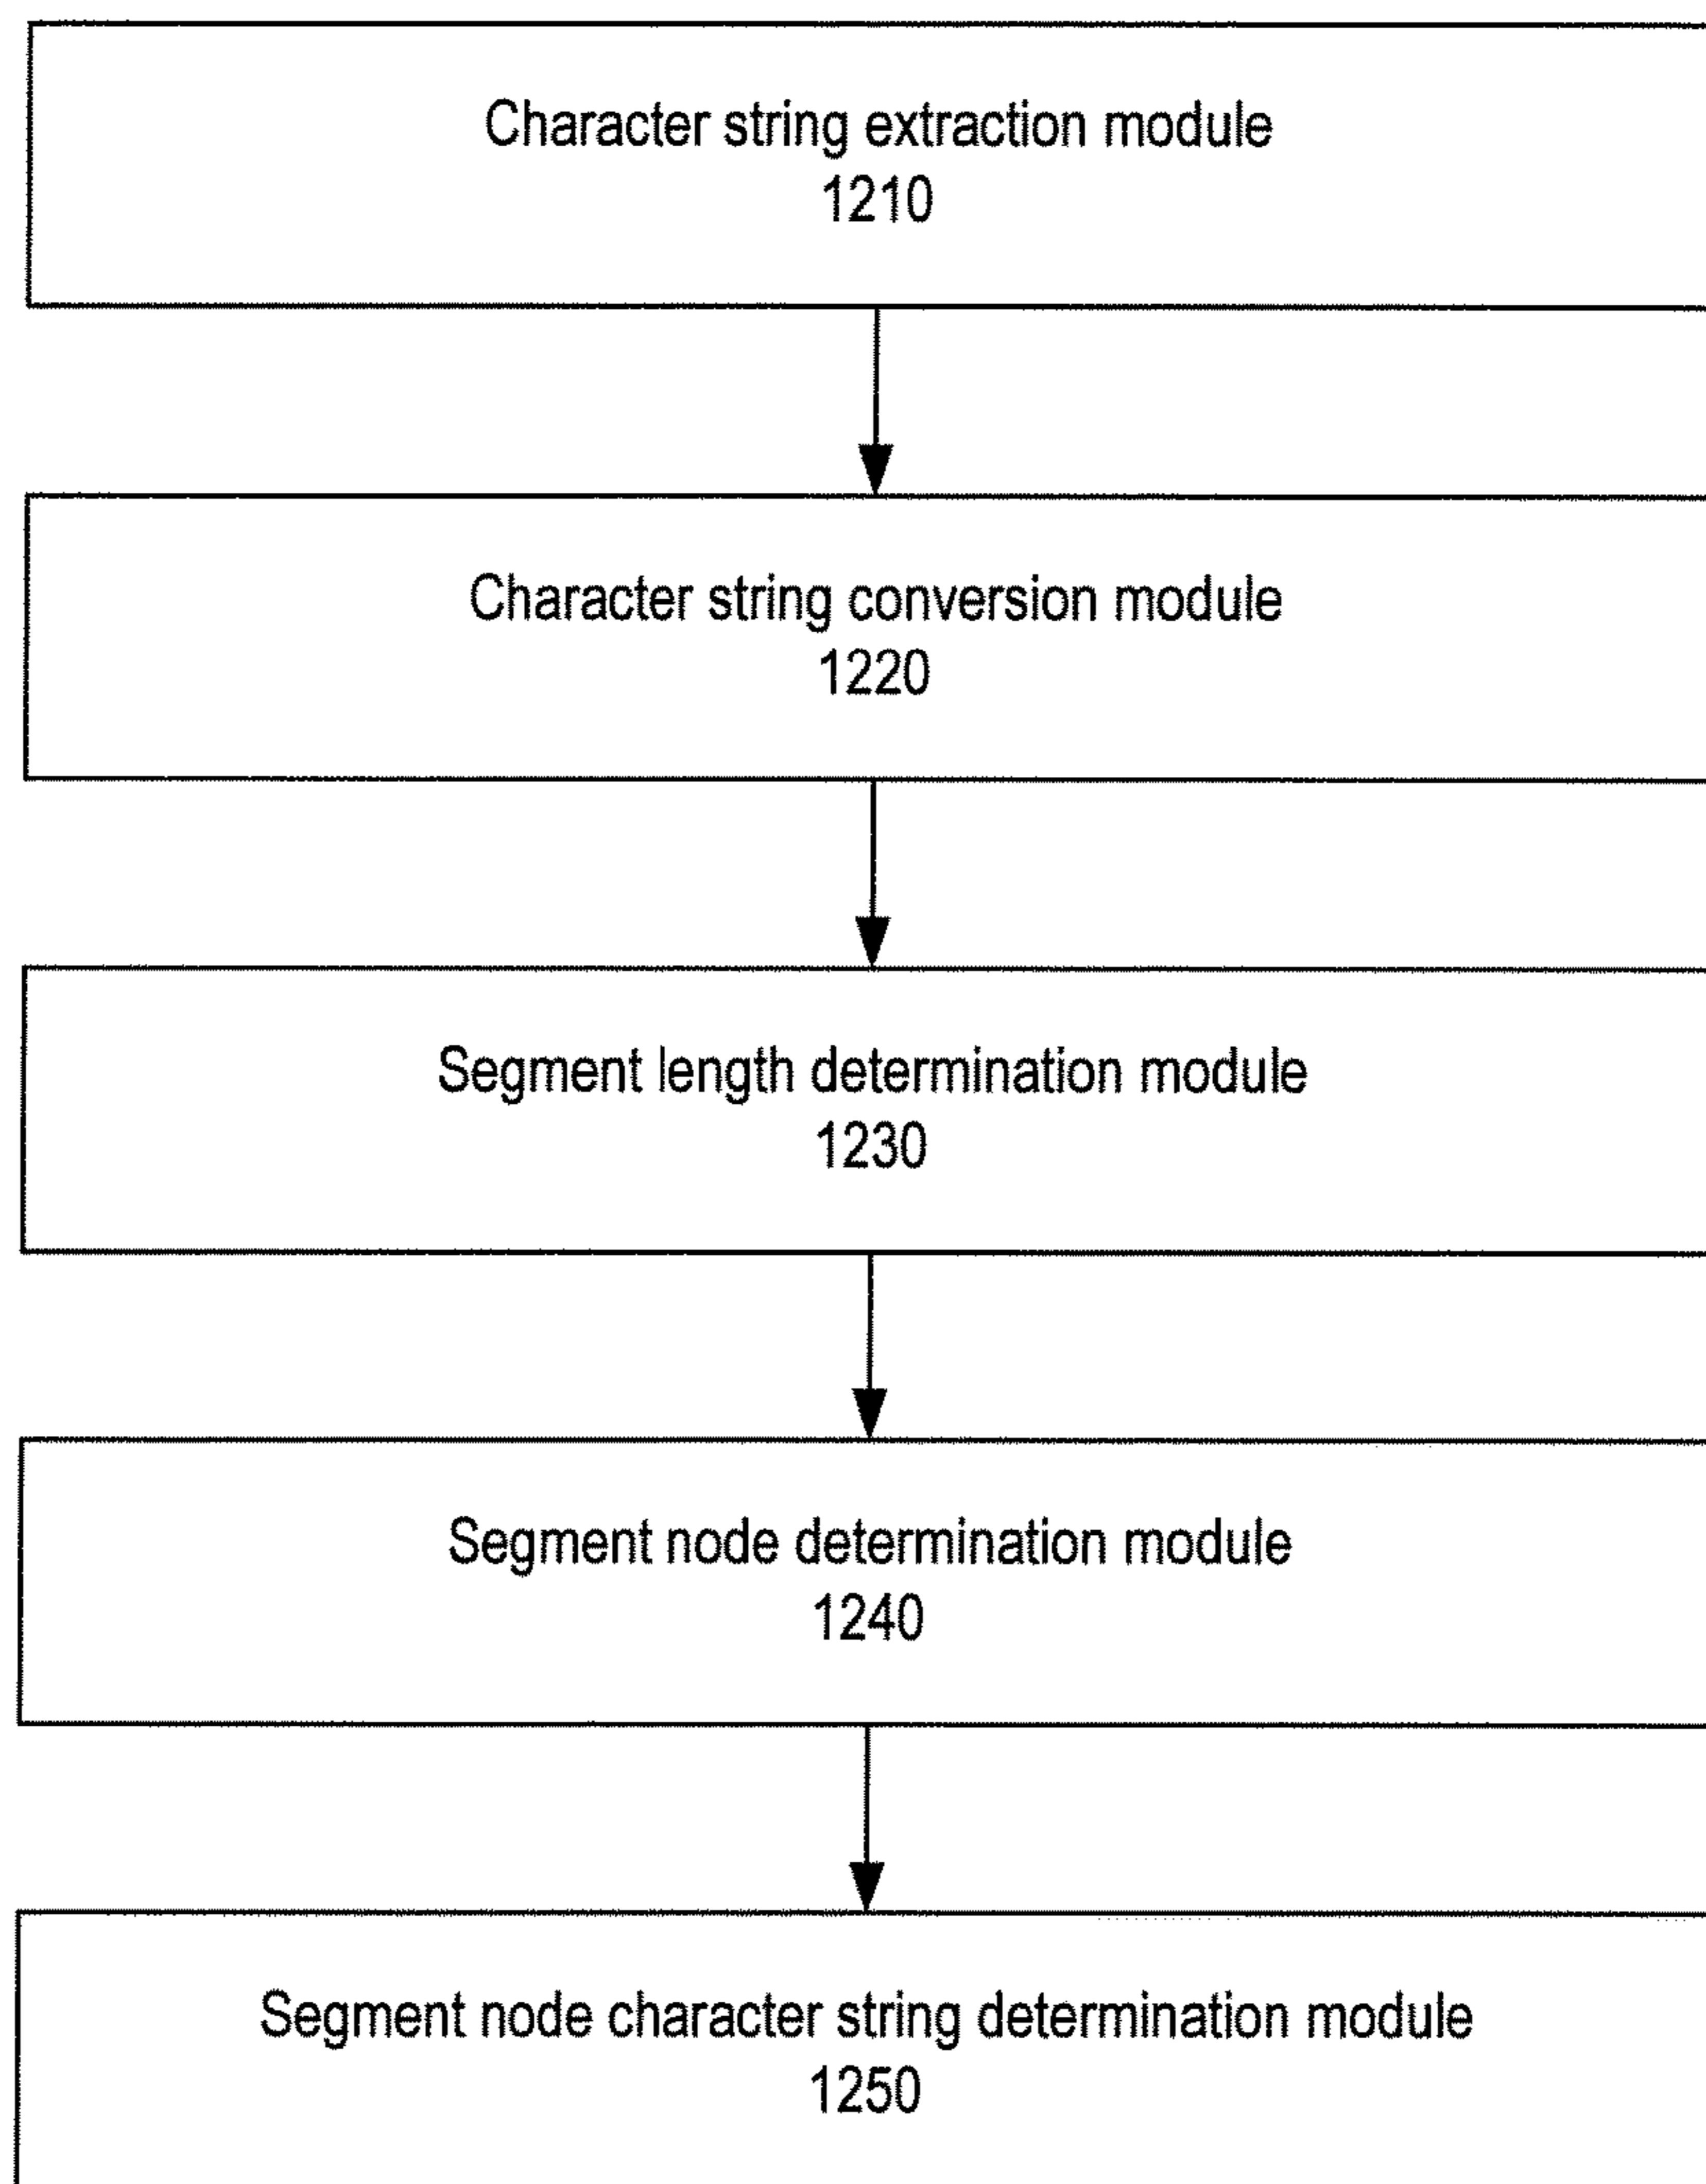 Character string extraction module
1210
Character string conversion module
1220
Segment length determination module
1230
Segment node determination module
1240
Segment node character string determination module
1250